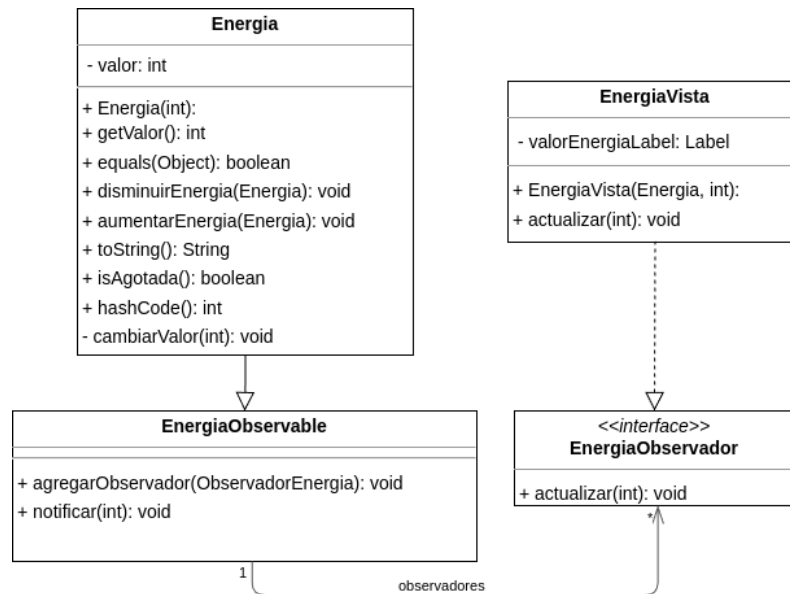 Energia
- valor: int
+ Energia(int):
+ getValor(): int
+ equals(Object): boolean
+ disminuirEnergia(Energia): void
+ aumentarEnergia(Energia): void
+ toString(): String
+ isAgotada(): boolean
+ hashCode(): int
- cambiarValor(int): void
EnergiaVista
- valorEnergiaLabel: Label
+ EnergiaVista(Energia, int):
+ actualizar(int): void
EnergiaObservable
+ agregarObservador(ObservadorEnergia): void
+ notificar(int): void
<<interface>>
EnergiaObservador
+ actualizar(int): void
1
observadores
*